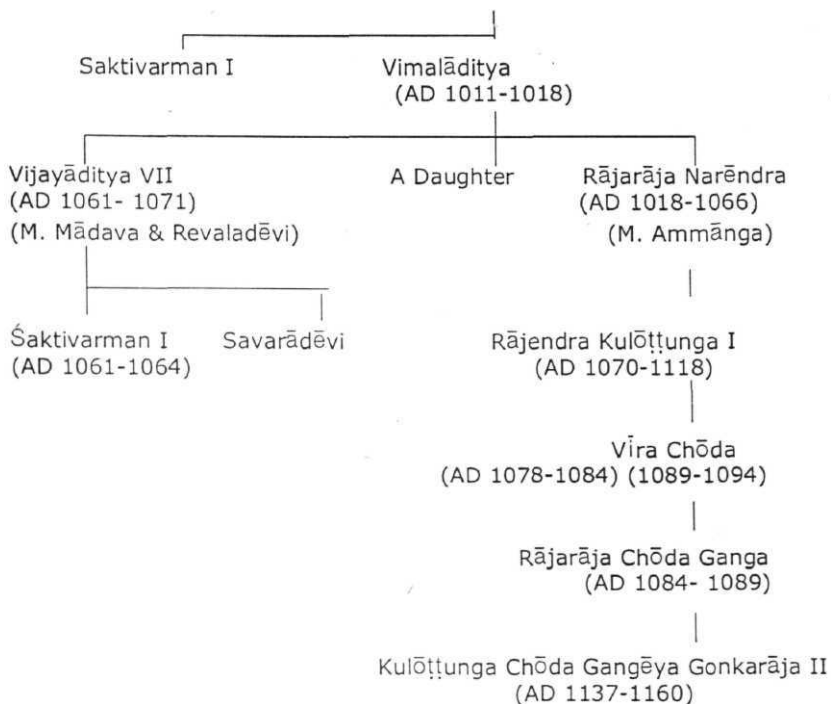 Saktivarman I Vimalāditya
(AD 1011-1018)
Vijayāditya VII A Daughter Rājarāja Narēndra
(AD 1061- 1071) (AD 1018-1066)
(M. Mādava & Revaladēvi) (M. Ammānga)
Śaktivarman I Savarādēvi Rājendra Kulōṭṭunga I
(AD 1061-1064) (AD 1070-1118)
Vīra Chōda
(AD 1078-1084) (1089-1094)
Rājarāja Chōda Ganga
(AD 1084- 1089)
Kulōṭṭunga Chōda Gangēya Gonkarāja II
(AD 1137-1160)